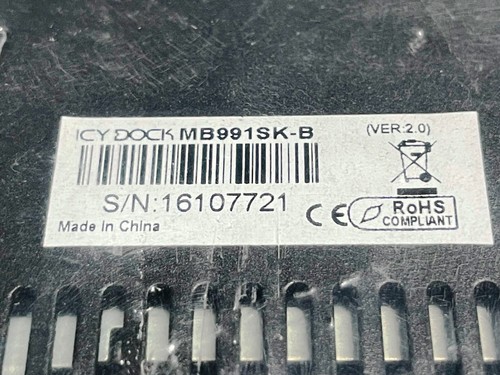 ICY DOCK MB991SK-B
(VER:2.0)
S/N:16107721
CE
RoHS
COMPLIANT
Made In China